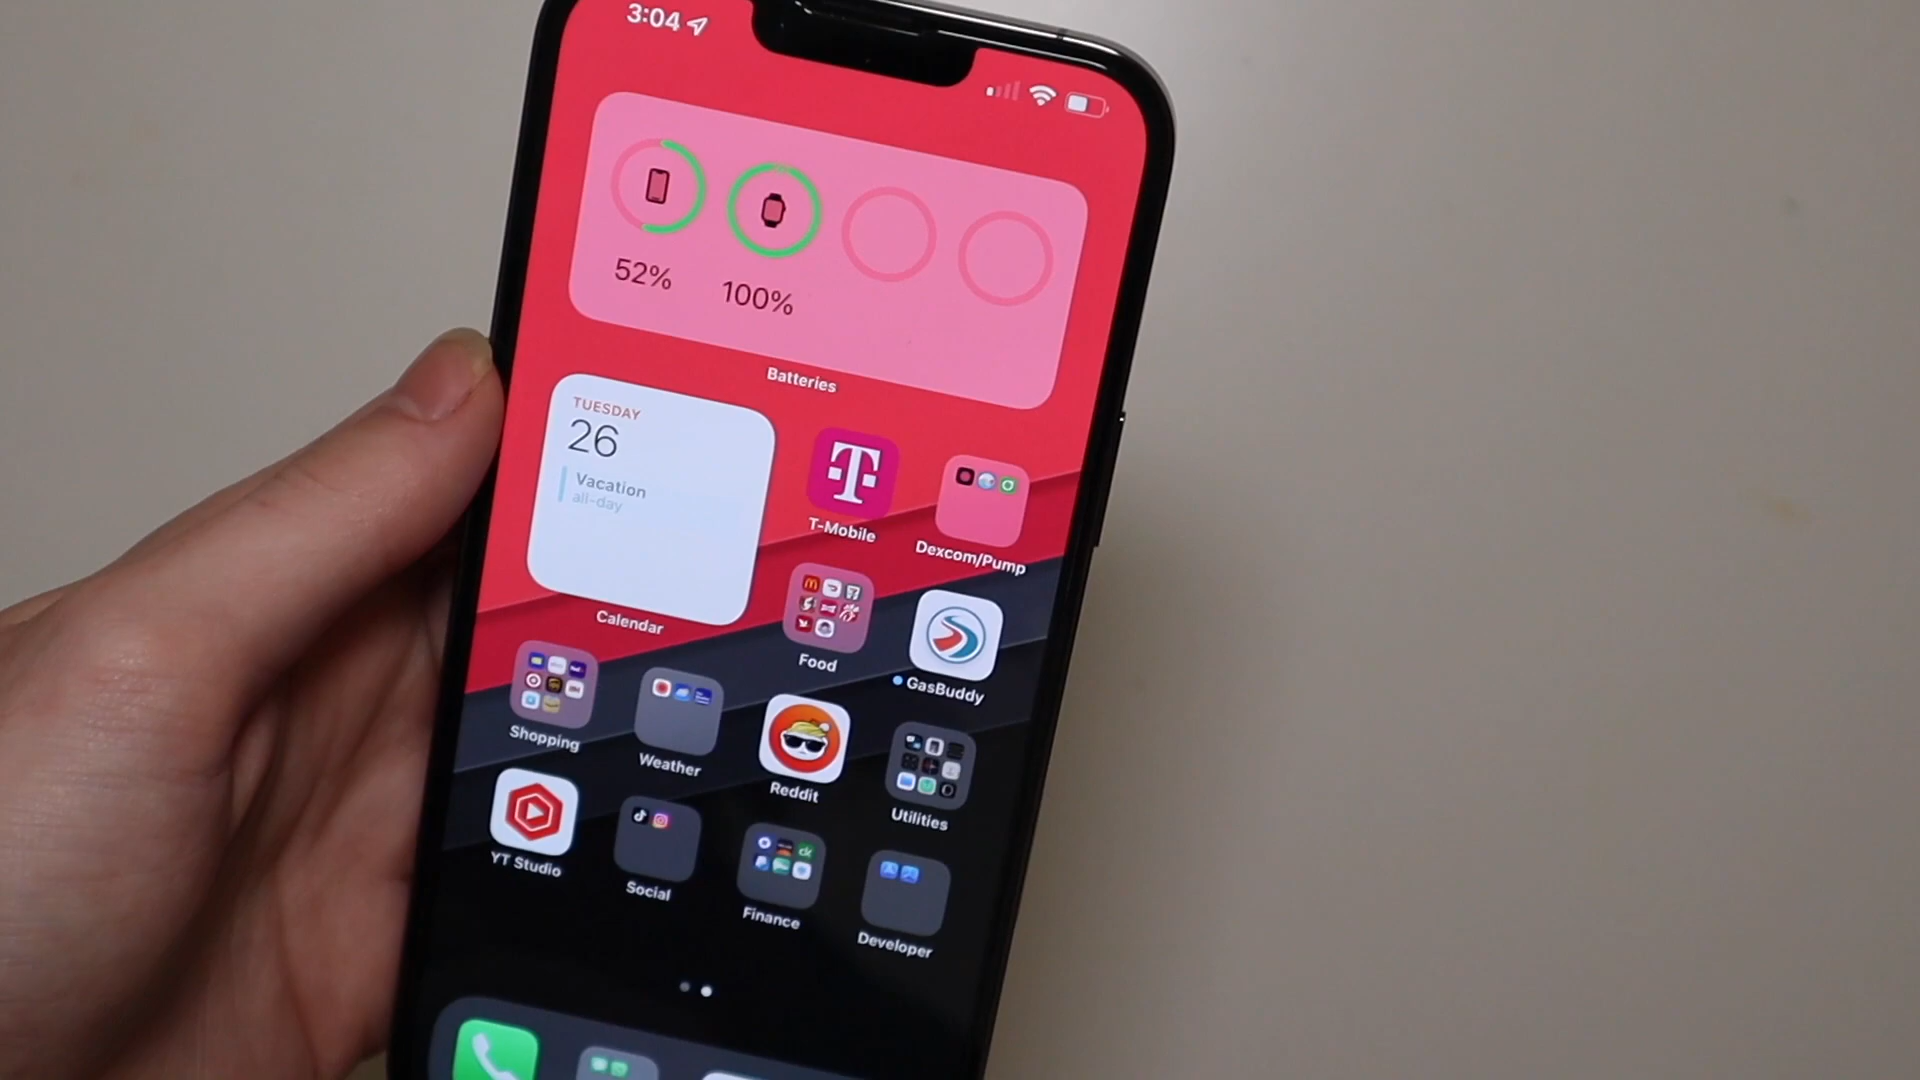 3:04
52%
100%
Batteries
TUESDAY
26
Vacation
all-day
Calendar
T-Mobile
Dexcom/Pump
Food
GasBuddy
Shopping
Weather
Reddit
Utilities
YT Studio
Social
Finance
Developer